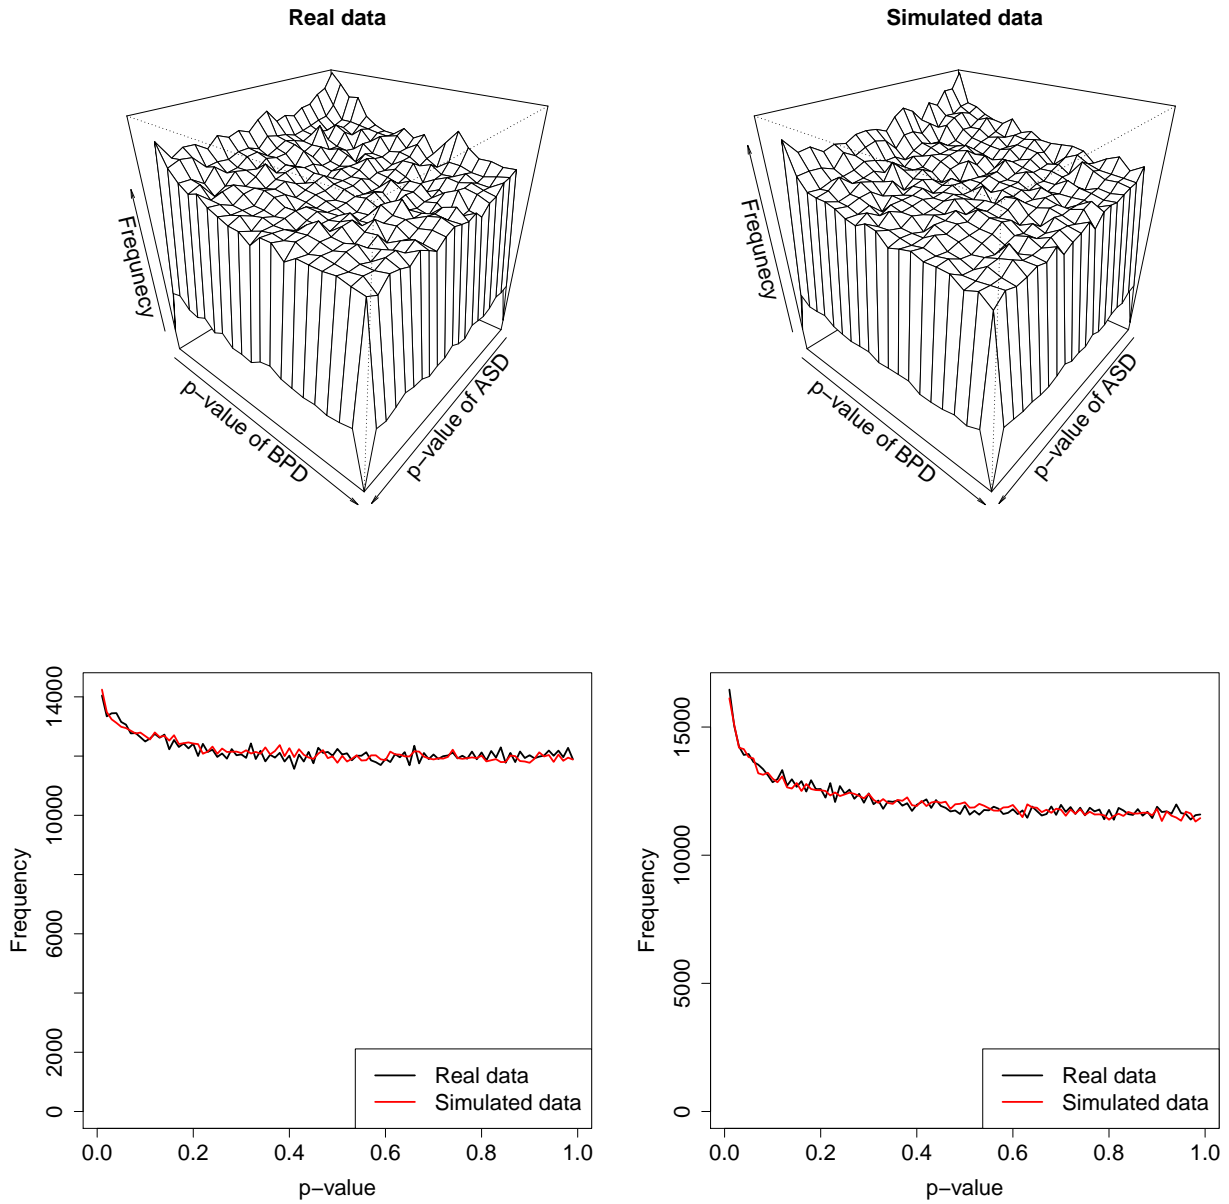 Real data
Simulated data
Frequnecy
p−value of BPD
p−value of ASD
Frequnecy
p−value of BPD
p−value of ASD
14000
10000
6000
2000
0
Frequency
Real data
Simulated data
0.0 0.2 0.4 0.6 0.8 1.0
p−value
15000
10000
5000
0
Frequency
Real data
Simulated data
0.0 0.2 0.4 0.6 0.8 1.0
p−value